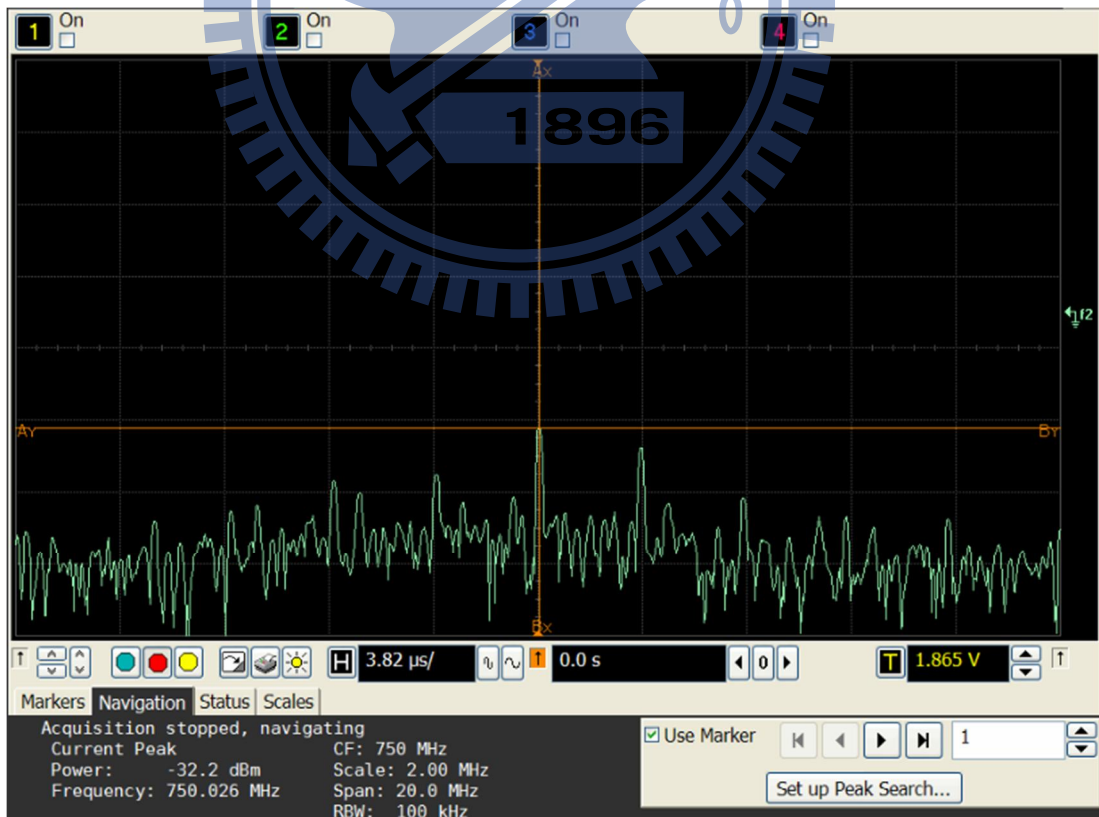 1 On 2 On 3 On 4 On
Ax
1896
f2
AY BY
Bx
H 3.82 µs/ 0.0 s 0 T 1.865 V
Markers Navigation Status Scales
Acquisition stopped, navigating
Current Peak CF: 750 MHz
Power: -32.2 dBm Scale: 2.00 MHz
Frequency: 750.026 MHz Span: 20.0 MHz
RBW: 100 kHz
Use Marker 1
Set up Peak Search...